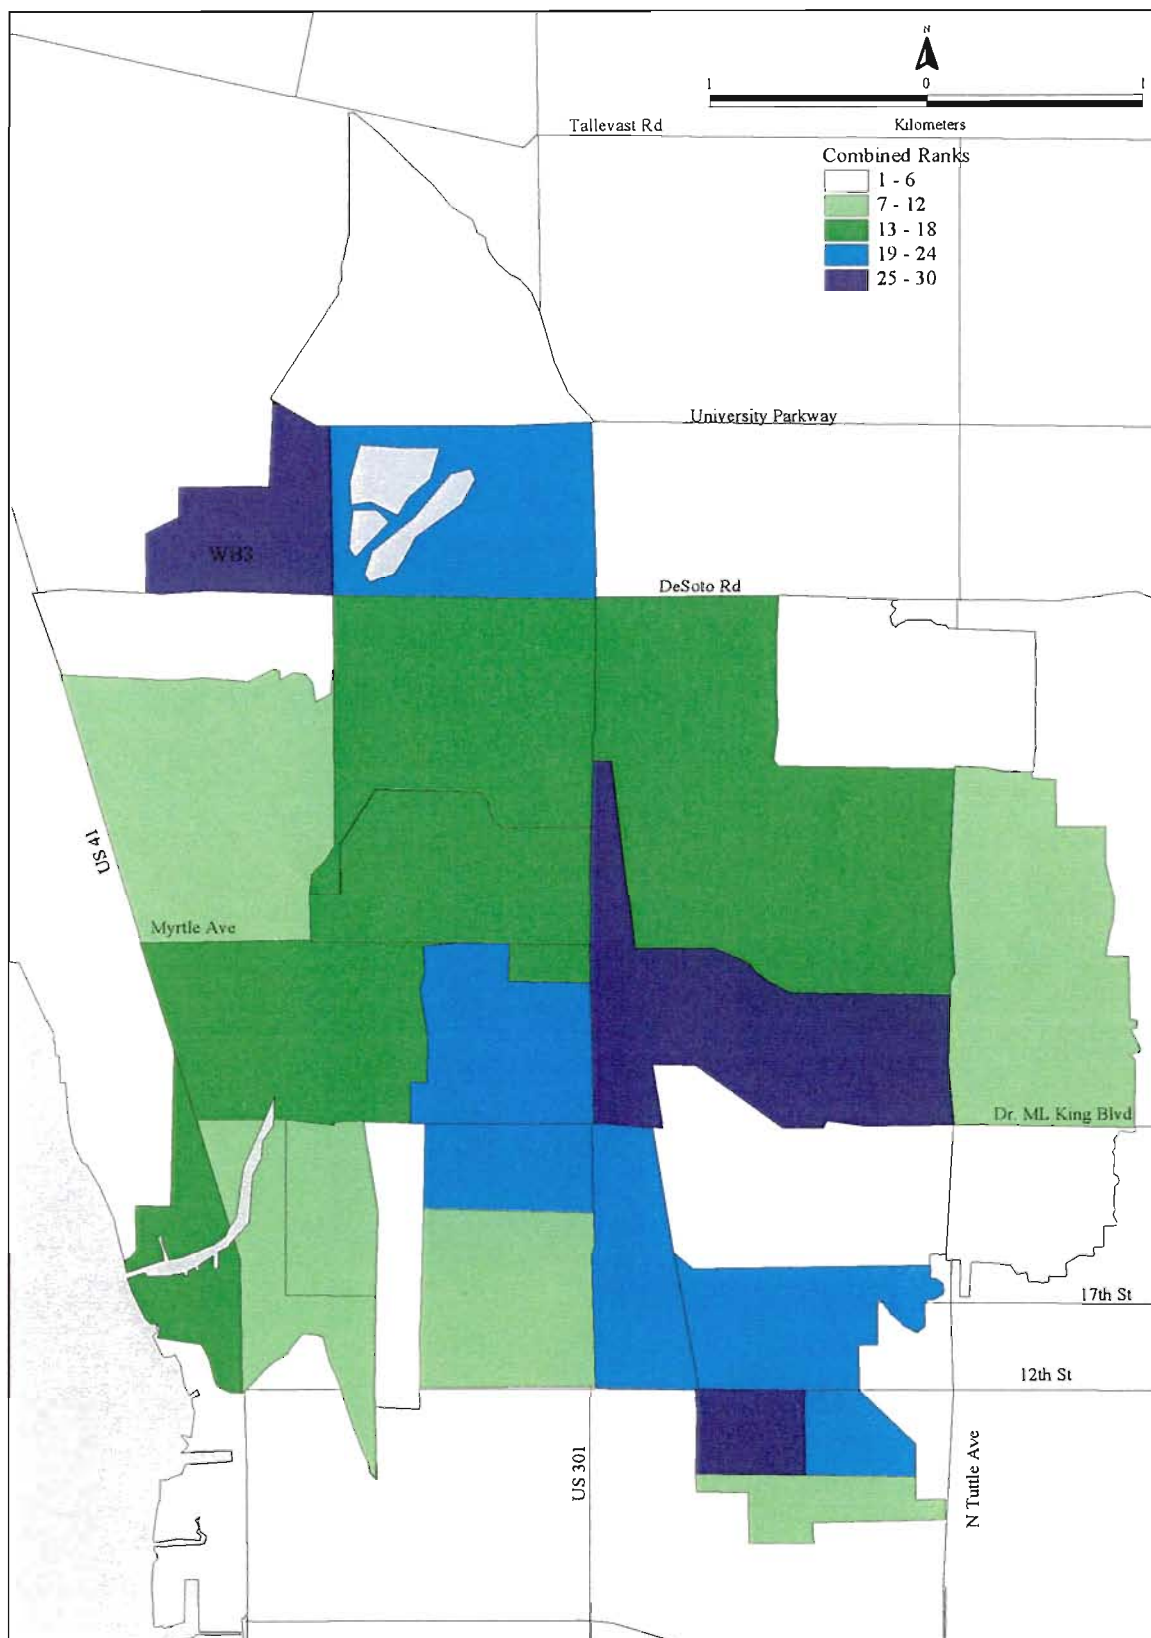 N
1 0 1
Kilometers
Tallevast Rd
Combined Ranks
1 - 6
7 - 12
13 - 18
19 - 24
25 - 30
University Parkway
WB3
DeSoto Rd
US 41
Myrtle Ave
Dr. ML King Blvd
17th St
12th St
US 301
N Tuttle Ave